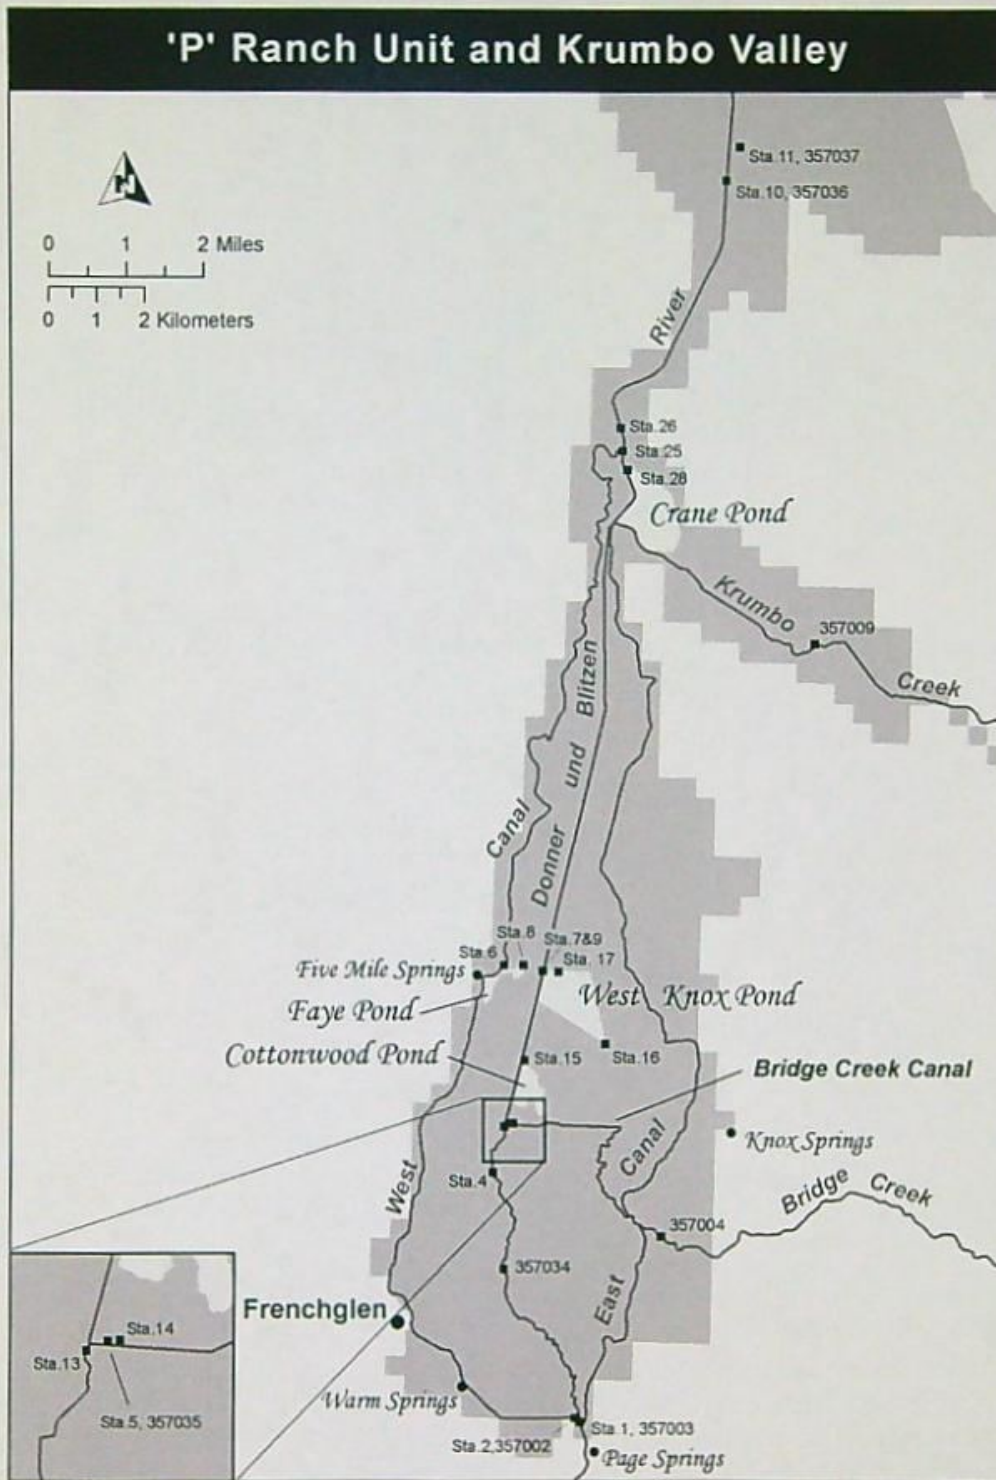 'P' Ranch Unit and Krumbo Valley
Sta.11, 357037
Sta.10, 357036
N
0 1 2 Miles
0 1 2 Kilometers
River
Sta.26
Sta.25
Sta.28
Crane Pond
Krumbo
357009
Creek
Donner und Blitzen
Canal
Sta.8
Sta.7&9
Sta.6
Sta. 17
Five Mile Springs
West Knox Pond
Faye Pond
Cottonwood Pond
Sta.15
Sta.16
Bridge Creek Canal
Knox Springs
Canal
Sta.4
West
Bridge Creek
357004
357034
East
Frenchglen
Sta.14
Sta.13
Sta.5, 357035
Warm Springs
Sta.1, 357003
Sta.2,357002
Page Springs